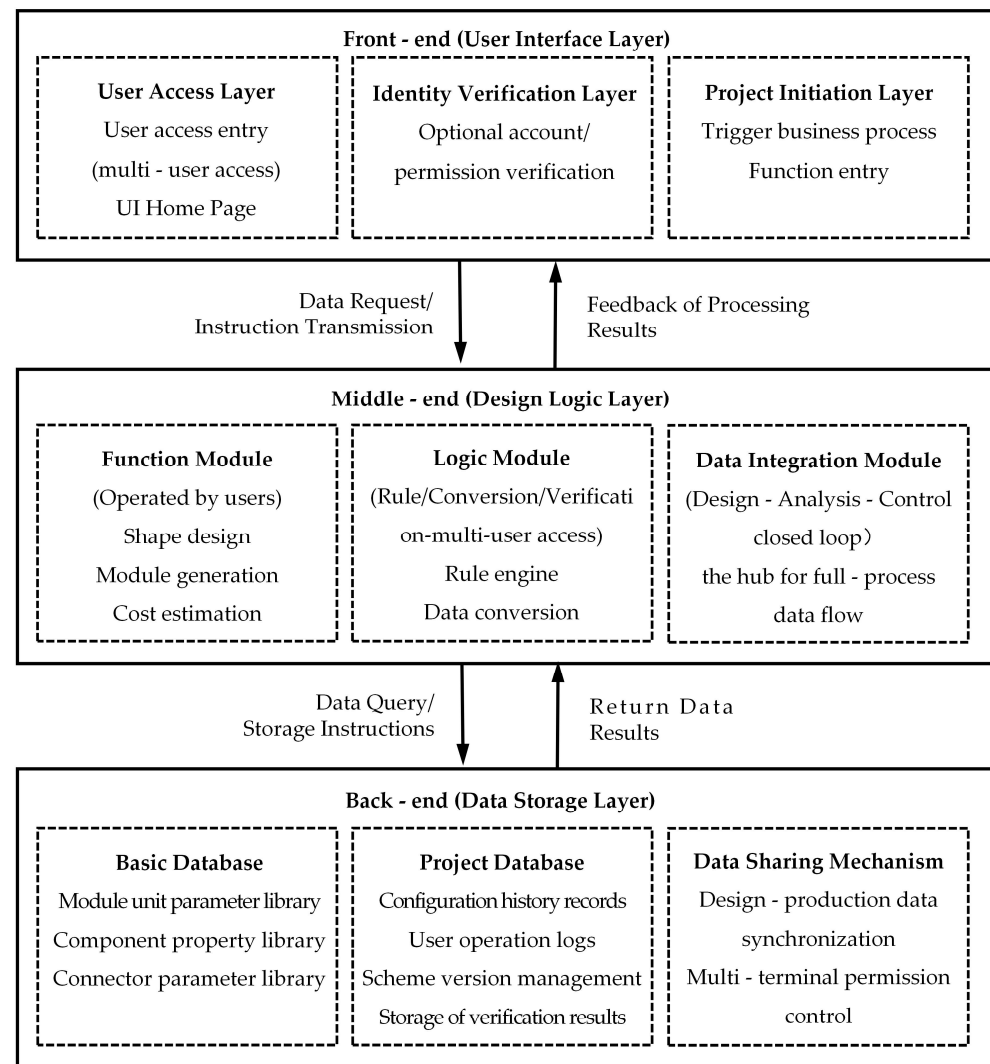 Front - end (User Interface Layer)
User Access Layer
User access entry
(multi - user access)
UI Home Page
Identity Verification Layer
Optional account/
permission verification
Project Initiation Layer
Trigger business process
Function entry
Data Request/
Instruction Transmission
Feedback of Processing
Results
Middle - end (Design Logic Layer)
Function Module
(Operated by users)
Shape design
Module generation
Cost estimation
Logic Module
(Rule/Conversion/Verificati
on-multi-user access)
Rule engine
Data conversion
Data Integration Module
(Design - Analysis - Control
closed loop）
the hub for full - process
data flow
Data Query/
Storage Instructions
Return Data
Results
Back - end (Data Storage Layer)
Basic Database
Module unit parameter library
Component property library
Connector parameter library
Project Database
Configuration history records
User operation logs
Scheme version management
Storage of verification results
Data Sharing Mechanism
Design - production data
synchronization
Multi - terminal permission
control